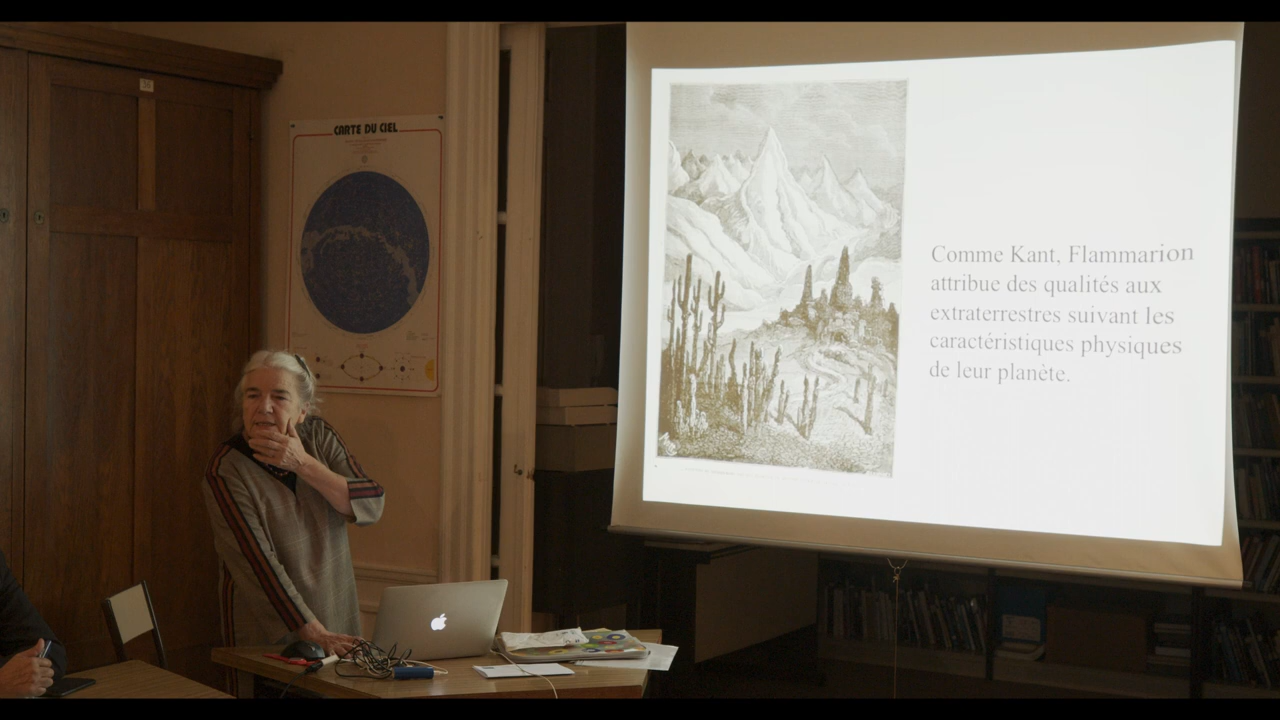 CARTE DU CIEL
Comme Kant, Flammarion
attribue des qualités aux
extraterrestres suivant les
caractéristiques physiques
de leur planète.